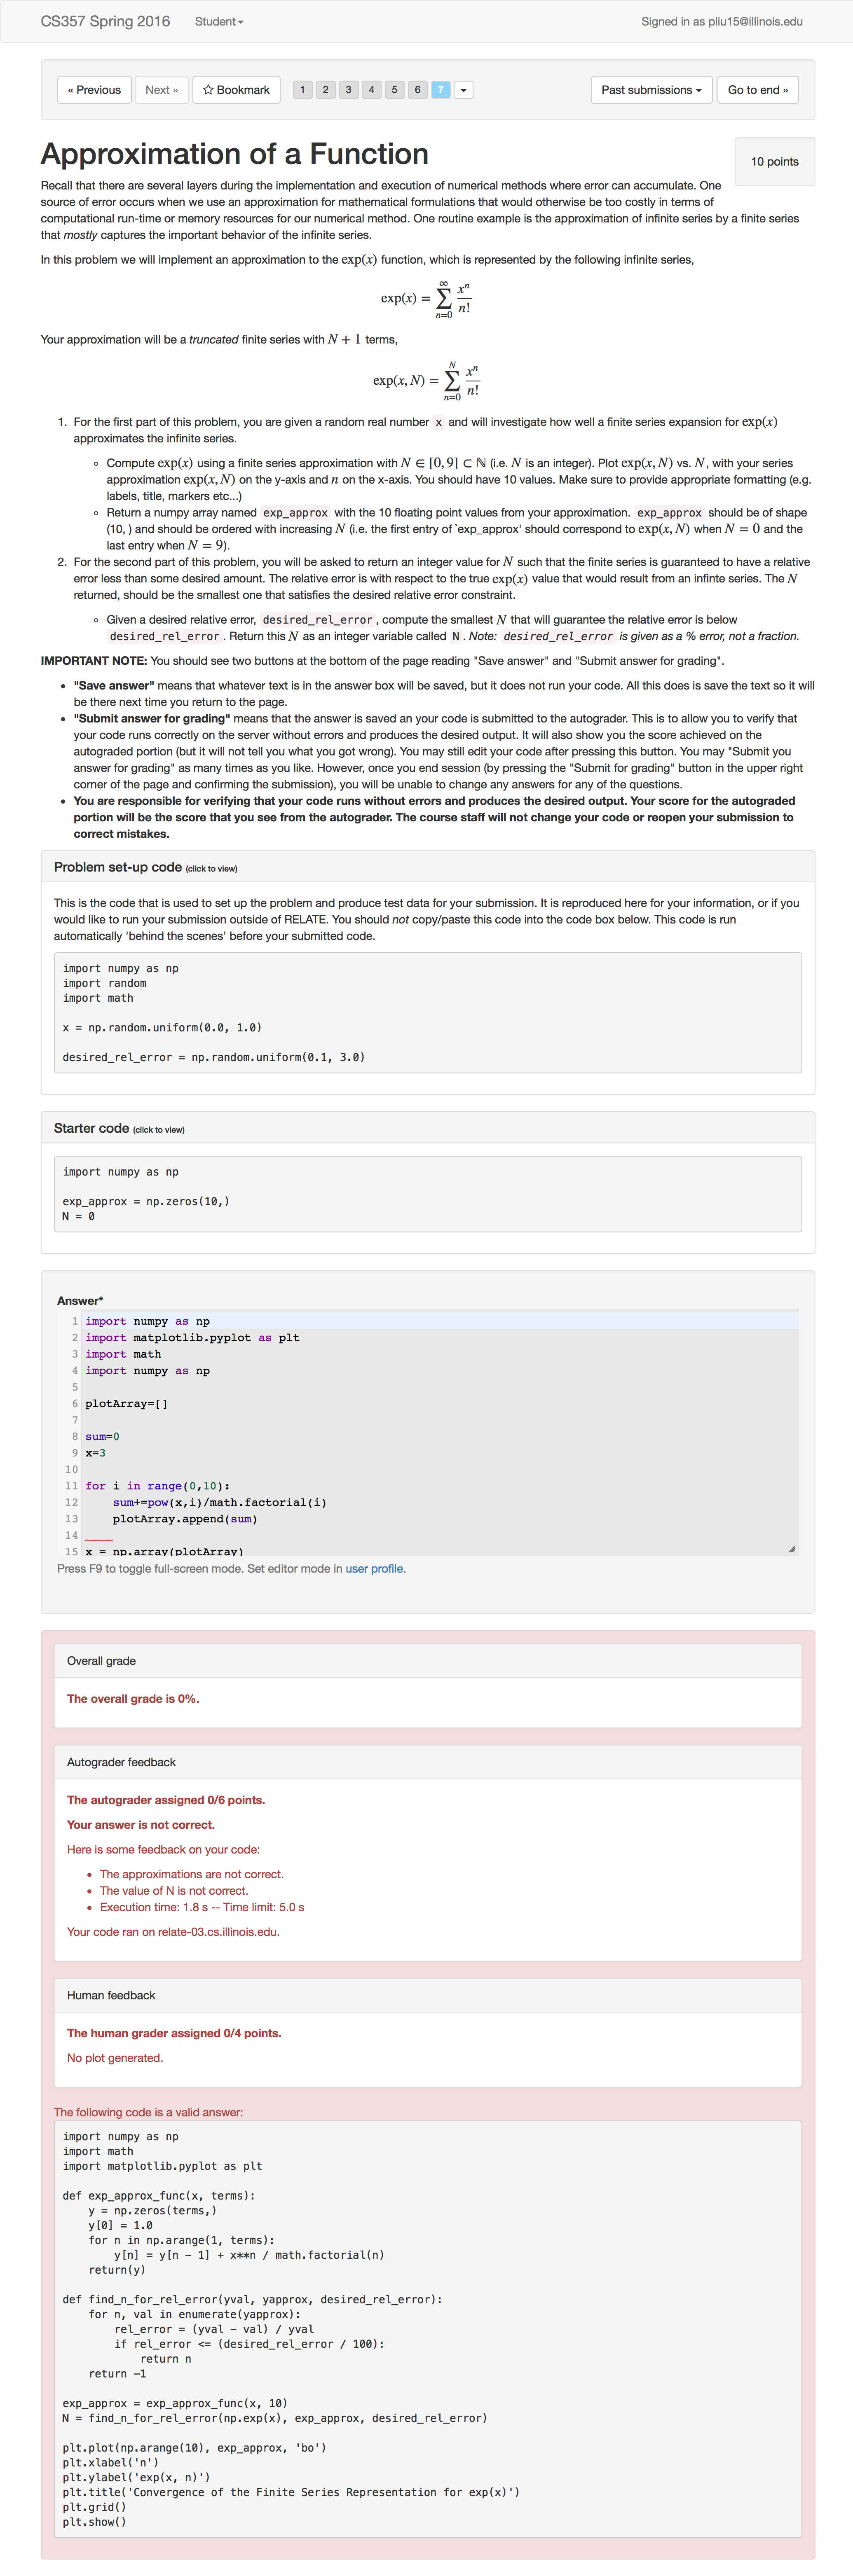 CS357 Spring 2016 Student Signed in as pliu15@illinois.edu
« Previous Next » Bookmark 1 2 3 4 5 6 7 Past submissions Go to end »
Approximation of a Function
10 points
Recall that there are several layers during the implementation and execution of numerical methods where error can accumulate. One
source of error occurs when we use an approximation for mathematical formulations that would otherwise be too costly in terms of
computational run-time or memory resources for our numerical method. One routine example is the approximation of infinite series by a finite series
that mostly captures the important behavior of the infinite series.
In this problem we will implement an approximation to the exp(x) function, which is represented by the following infinite series,
exp(x) = ∑_{n=0}^{∞} x^n / n!
Your approximation will be a truncated finite series with N + 1 terms,
exp(x, N) = ∑_{n=0}^{N} x^n / n!
1. For the first part of this problem, you are given a random real number x and will investigate how well a finite series expansion for exp(x)
approximates the infinite series.
◦ Compute exp(x) using a finite series approximation with N ∈ [0, 9] ⊂ ℕ (i.e. N is an integer). Plot exp(x, N) vs. N, with your series
approximation exp(x, N) on the y-axis and n on the x-axis. You should have 10 values. Make sure to provide appropriate formatting (e.g.
labels, title, markers etc...)
◦ Return a numpy array named exp_approx with the 10 floating point values from your approximation. exp_approx should be of shape
(10, ) and should be ordered with increasing N (i.e. the first entry of `exp_approx' should correspond to exp(x, N) when N = 0 and the
last entry when N = 9).
2. For the second part of this problem, you will be asked to return an integer value for N such that the finite series is guaranteed to have a relative
error less than some desired amount. The relative error is with respect to the true exp(x) value that would result from an infinte series. The N
returned, should be the smallest one that satisfies the desired relative error constraint.
◦ Given a desired relative error, desired_rel_error, compute the smallest N that will guarantee the relative error is below
desired_rel_error. Return this N as an integer variable called N. Note: desired_rel_error is given as a % error, not a fraction.
IMPORTANT NOTE: You should see two buttons at the bottom of the page reading "Save answer" and "Submit answer for grading".
• "Save answer" means that whatever text is in the answer box will be saved, but it does not run your code. All this does is save the text so it will
be there next time you return to the page.
• "Submit answer for grading" means that the answer is saved an your code is submitted to the autograder. This is to allow you to verify that
your code runs correctly on the server without errors and produces the desired output. It will also show you the score achieved on the
autograded portion (but it will not tell you what you got wrong). You may still edit your code after pressing this button. You may "Submit you
answer for grading" as many times as you like. However, once you end session (by pressing the "Submit for grading" button in the upper right
corner of the page and confirming the submission), you will be unable to change any answers for any of the questions.
• You are responsible for verifying that your code runs without errors and produces the desired output. Your score for the autograded
portion will be the score that you see from the autograder. The course staff will not change your code or reopen your submission to
correct mistakes.
Problem set-up code (click to view)
This is the code that is used to set up the problem and produce test data for your submission. It is reproduced here for your information, or if you
would like to run your submission outside of RELATE. You should not copy/paste this code into the code box below. This code is run
automatically 'behind the scenes' before your submitted code.
import numpy as np
import random
import math
x = np.random.uniform(0.0, 1.0)
desired_rel_error = np.random.uniform(0.1, 3.0)
Starter code (click to view)
import numpy as np
exp_approx = np.zeros(10,)
N = 0
Answer*
1 import numpy as np
2 import matplotlib.pyplot as plt
3 import math
4 import numpy as np
5
6 plotArray=[]
7
8 sum=0
9 x=3
10
11 for i in range(0,10):
12     sum+=pow(x,i)/math.factorial(i)
13     plotArray.append(sum)
14
15 x = np.array(plotArray)
Press F9 to toggle full-screen mode. Set editor mode in user profile.
Overall grade
The overall grade is 0%.
Autograder feedback
The autograder assigned 0/6 points.
Your answer is not correct.
Here is some feedback on your code:
• The approximations are not correct.
• The value of N is not correct.
• Execution time: 1.8 s -- Time limit: 5.0 s
Your code ran on relate-03.cs.illinois.edu.
Human feedback
The human grader assigned 0/4 points.
No plot generated.
The following code is a valid answer:
import numpy as np
import math
import matplotlib.pyplot as plt
def exp_approx_func(x, terms):
    y = np.zeros(terms,)
    y[0] = 1.0
    for n in np.arange(1, terms):
        y[n] = y[n - 1] + x**n / math.factorial(n)
    return(y)
def find_n_for_rel_error(yval, yapprox, desired_rel_error):
    for n, val in enumerate(yapprox):
        rel_error = (yval - val) / yval
        if rel_error <= (desired_rel_error / 100):
            return n
    return -1
exp_approx = exp_approx_func(x, 10)
N = find_n_for_rel_error(np.exp(x), exp_approx, desired_rel_error)
plt.plot(np.arange(10), exp_approx, 'bo')
plt.xlabel('n')
plt.ylabel('exp(x, n)')
plt.title('Convergence of the Finite Series Representation for exp(x)')
plt.grid()
plt.show()